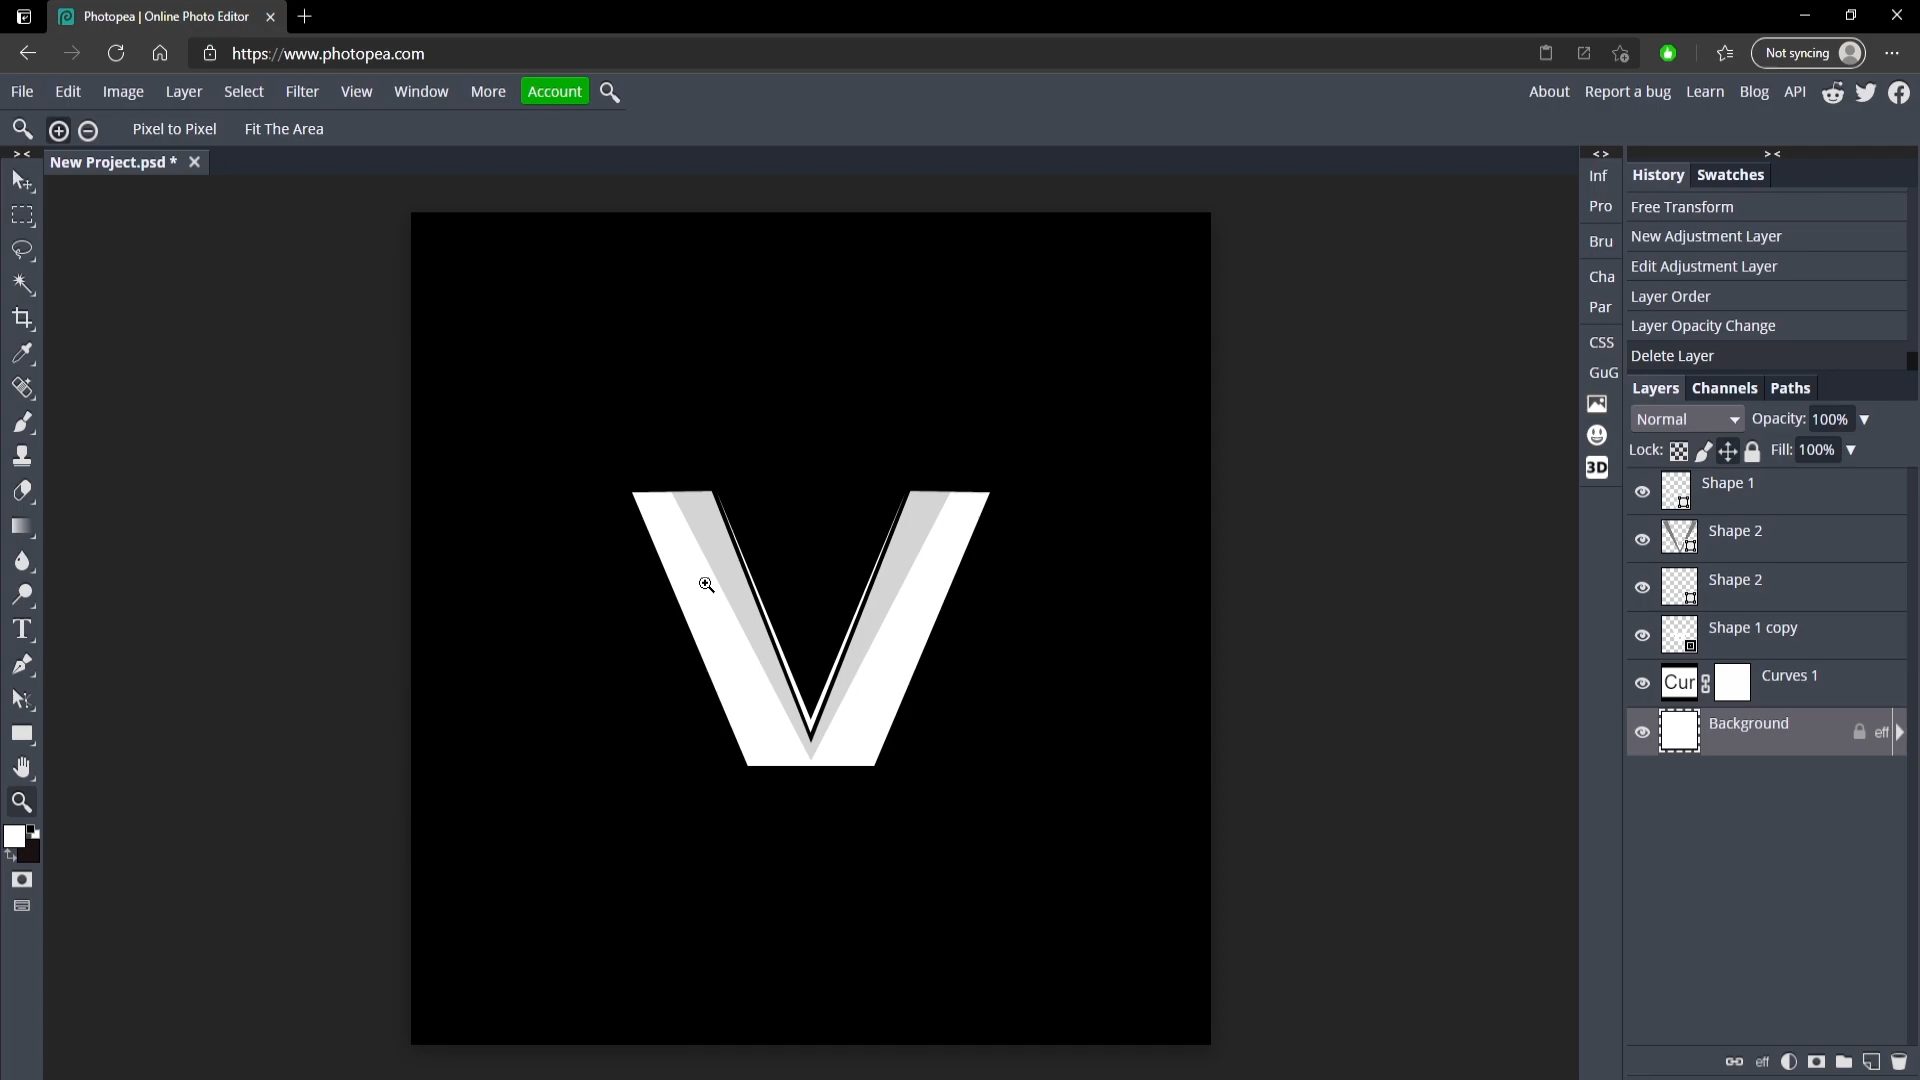 Photopea | Online Photo Editor
https://www.photopea.com
Not syncing
File Edit Image Layer Select Filter View Window More Account
About Report a bug Learn Blog API
Pixel to Pixel Fit The Area
New Project.psd *
> <
< >
> <
Inf
Pro
Bru
Cha
Par
CSS
GuG
3D
History Swatches
Free Transform
New Adjustment Layer
Edit Adjustment Layer
Layer Order
Layer Opacity Change
Delete Layer
Layers Channels Paths
Normal Opacity: 100%
Lock: Fill: 100%
Shape 1
Shape 2
Shape 2
Shape 1 copy
Cur Curves 1
Background eff
eff
T
V